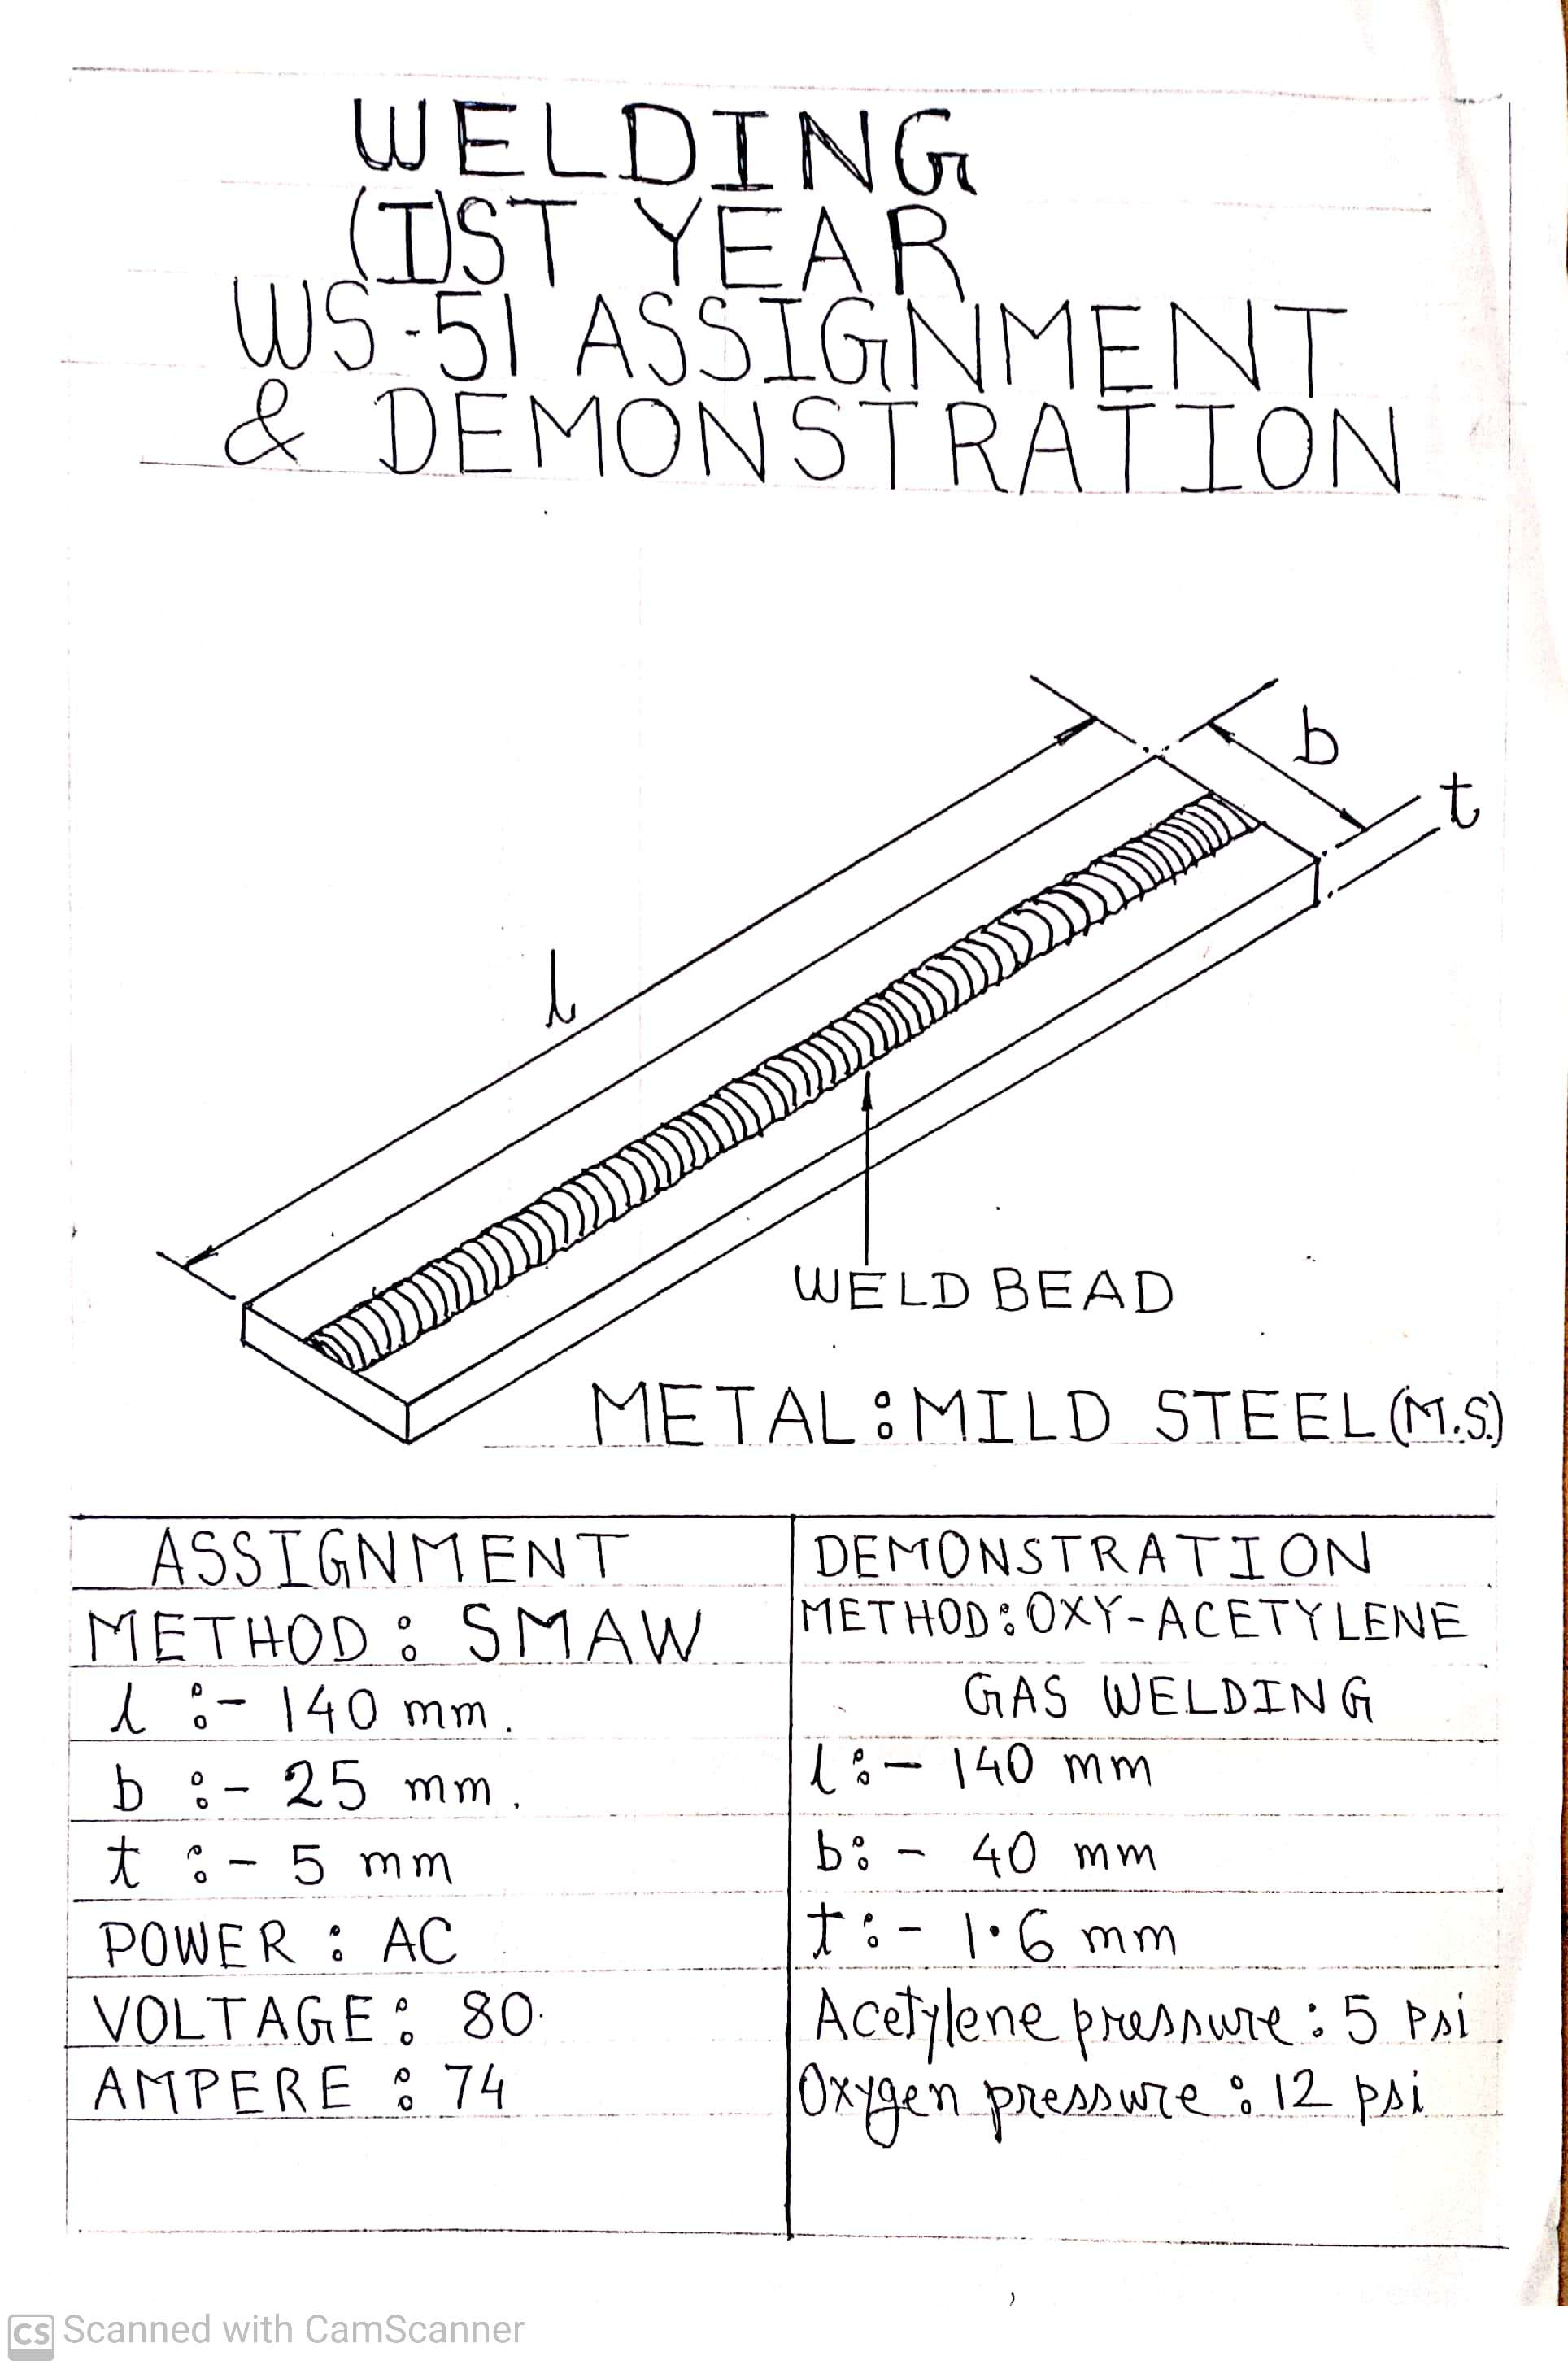 WELDING
(I)ST YEAR
WS-51 ASSIGNMENT
& DEMONSTRATION
b
t
l
WELD BEAD
METAL : MILD STEEL (M.S.)
ASSIGNMENT
METHOD : SMAW
l :- 140 mm.
b :- 25 mm.
t :- 5 mm
POWER : AC
VOLTAGE : 80.
AMPERE : 74
DEMONSTRATION
METHOD : OXY-ACETYLENE
GAS WELDING
l :- 140 mm
b :- 40 mm
t :- 1.6 mm
Acetylene pressure : 5 psi
Oxygen pressure : 12 psi
CS Scanned with CamScanner